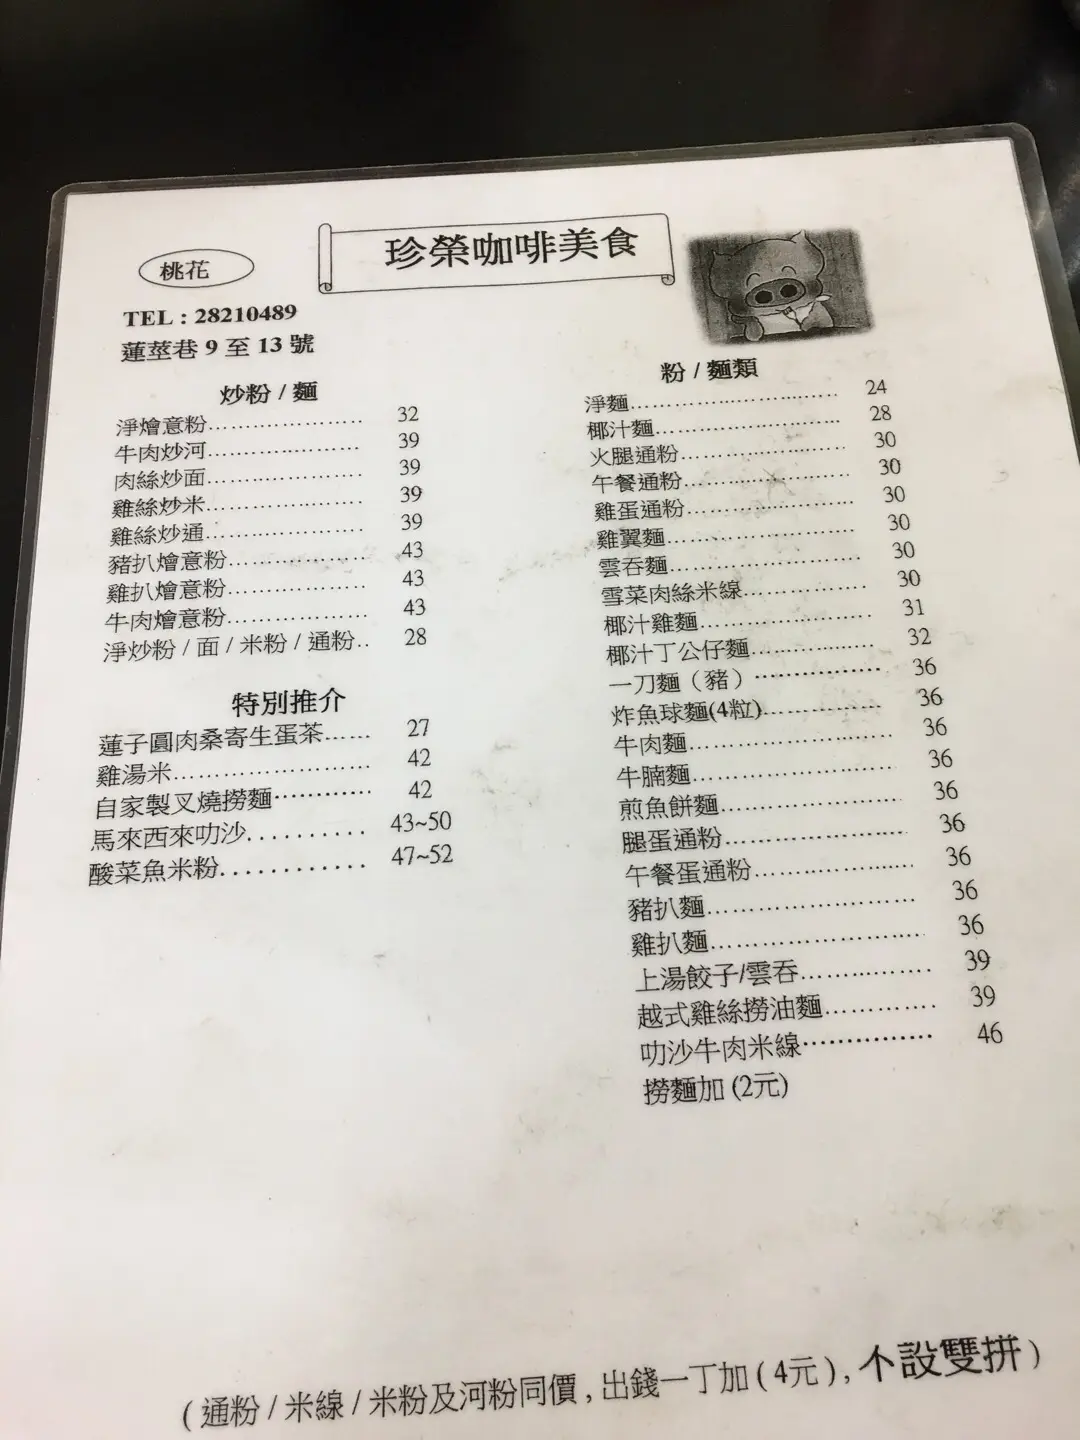 珍榮咖啡美食
桃花
TEL : 28210489
蓮莖巷 9 至 13 號
炒粉 / 麵
淨燴意粉..................... 32
牛肉炒河..................... 39
肉絲炒面..................... 39
雞絲炒米..................... 39
雞絲炒通..................... 39
豬扒燴意粉.................. 43
雞扒燴意粉.................. 43
牛肉燴意粉.................. 43
淨炒粉 / 面 / 米粉 / 通粉.. 28
特別推介
蓮子圓肉桑寄生蛋茶...... 27
雞湯米......................... 42
自家製叉燒撈麵············ 42
馬來西來叻沙.......... 43~50
酸菜魚米粉............ 47~52
粉 / 麵類
淨麵............................ 24
椰汁麵......................... 28
火腿通粉..................... 30
午餐通粉..................... 30
雞蛋通粉..................... 30
雞翼麵......................... 30
雲吞麵......................... 30
雪菜肉絲米線............... 30
椰汁雞麵..................... 31
椰汁丁公仔麵............... 32
一刀麵（豬）··············· 36
炸魚球麵(4粒)............... 36
牛肉麵......................... 36
牛腩麵......................... 36
煎魚餅麵..................... 36
腿蛋通粉..................... 36
午餐蛋通粉.................. 36
豬扒麵......................... 36
雞扒麵......................... 36
上湯餃子/雲吞............... 39
越式雞絲撈油麵............ 39
叻沙牛肉米線··············· 46
撈麵加 (2元)
( 通粉 / 米線 / 米粉及河粉同價 , 出錢一丁加 ( 4元 ) , 不設雙拼 )